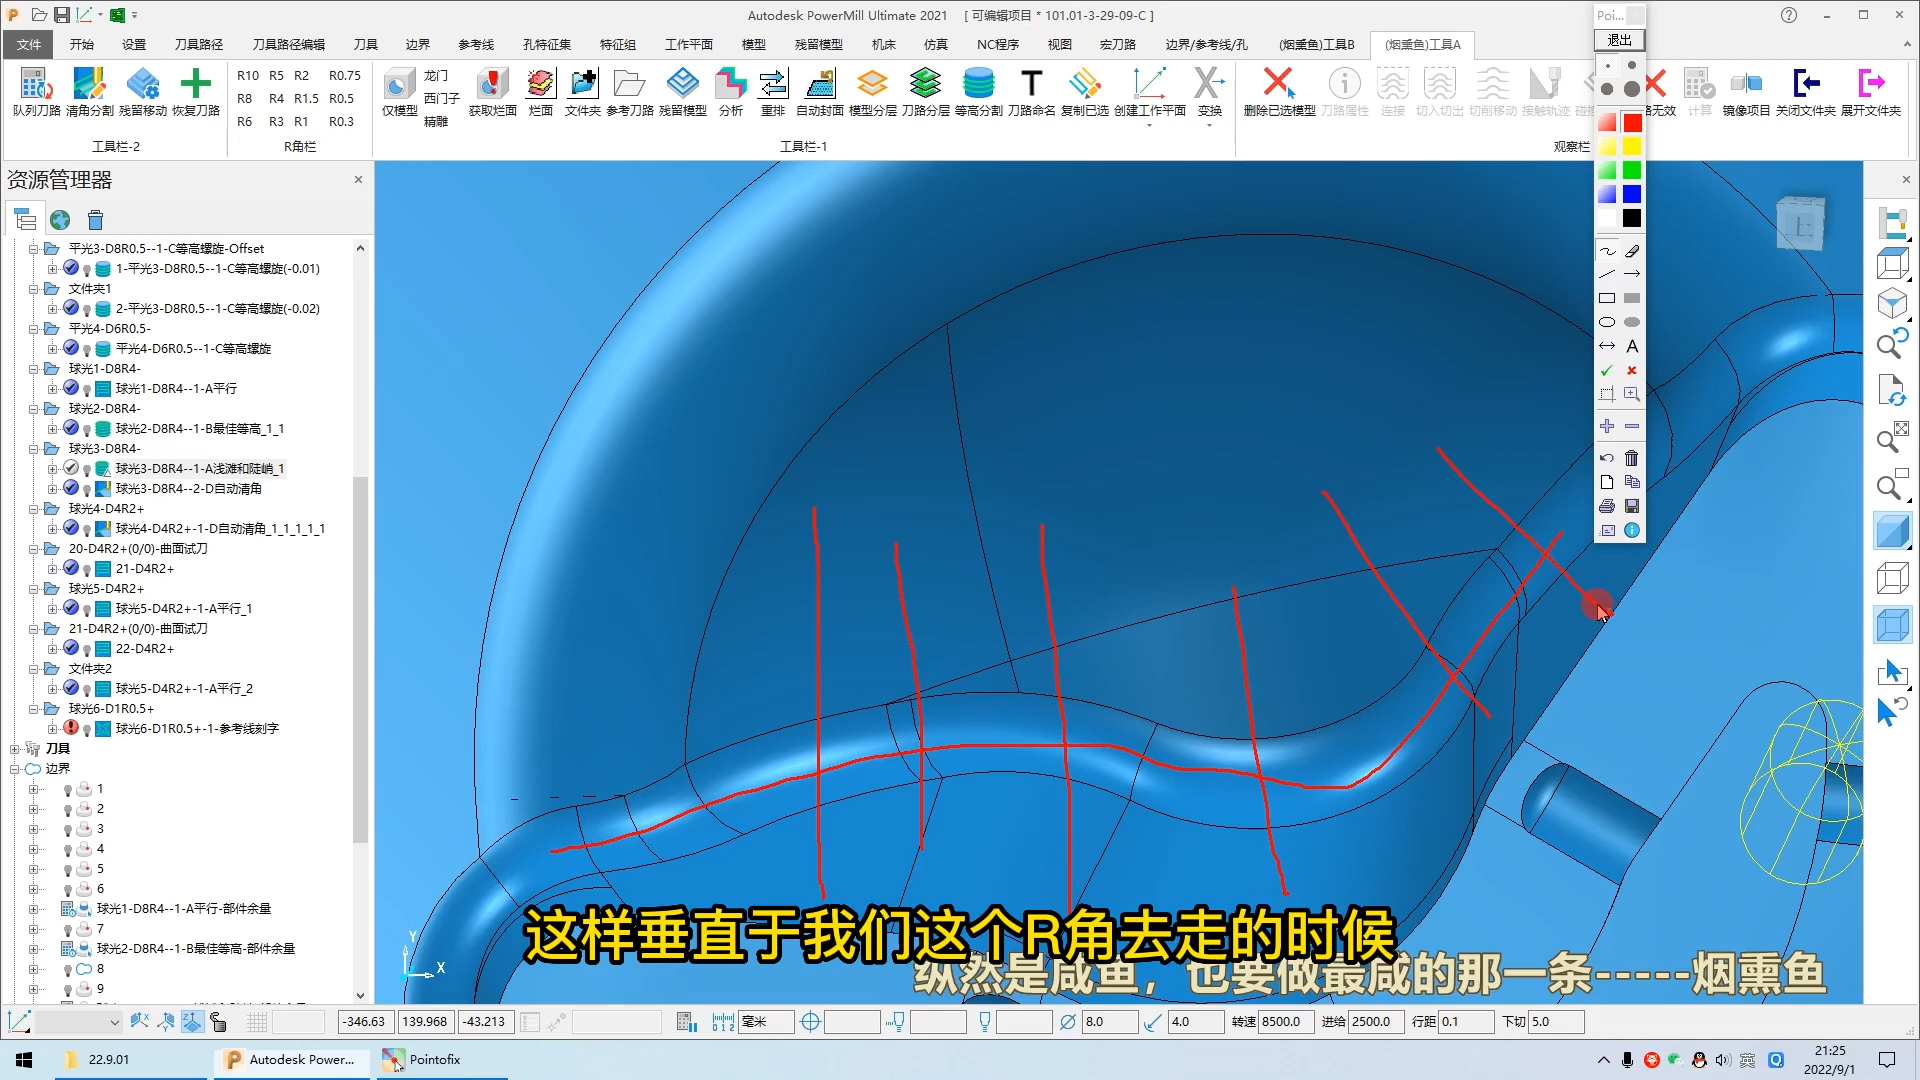 Autodesk PowerMill Ultimate 2021 [ 可编辑项目 * 101.01-3-29-09-C ]
Poi...
退出
文件 开始 设置 刀具路径 刀具路径编辑 刀具 边界 参考线 孔特征集 特征组 工作平面 模型 残留模型 机床 仿真 NC程序 视图 宏刀路 边界/参考线/孔 (烟熏鱼)工具B (烟熏鱼)工具A
队列刀路 清角分割 残留移动 恢复刀路
R10 R5 R2 R0.75
R8 R4 R1.5 R0.5
R6 R3 R1 R0.3
仅模型 龙门
西门子
精雕
获取烂面 烂面 文件夹 参考刀路 残留模型 分析 重排 自动封面 模型分层 刀路分层 等高分割 刀路命名 复制已选 创建工作平面 变换
删除已选模型 刀路属性 连接 切入切出 切削移动 接触轨迹 无效 计算 镜像项目 关闭文件夹 展开文件夹
工具栏-2 R角栏 工具栏-1 观察栏
资源管理器
平光3-D8R0.5--1-C等高螺旋-Offset
1-平光3-D8R0.5--1-C等高螺旋(-0.01)
文件夹1
2-平光3-D8R0.5--1-C等高螺旋(-0.02)
平光4-D6R0.5-
平光4-D6R0.5--1-C等高螺旋
球光1-D8R4-
球光1-D8R4--1-A平行
球光2-D8R4-
球光2-D8R4--1-B最佳等高_1_1
球光3-D8R4-
球光3-D8R4--1-A浅滩和陡峭_1
球光3-D8R4--2-D自动清角
球光4-D4R2+
球光4-D4R2+-1-D自动清角_1_1_1_1_1
20-D4R2+(0/0)-曲面试刀
21-D4R2+
球光5-D4R2+
球光5-D4R2+-1-A平行_1
21-D4R2+(0/0)-曲面试刀
22-D4R2+
文件夹2
球光5-D4R2+-1-A平行_2
球光6-D1R0.5+
球光6-D1R0.5+-1-参考线刻字
刀具
边界
1
2
3
4
5
6
球光1-D8R4--1-A平行-部件余量
7
球光2-D8R4--1-B最佳等高-部件余量
8
9
Y
X
这样垂直于我们这个R角去走的时候
纵然是咸鱼，也要做最咸的那一条-----烟熏鱼
-346.63 139.968 -43.213 毫米 8.0 4.0 转速 8500.0 进给 2500.0 行距 0.1 下切 5.0
22.9.01 Autodesk Power... Pointofix
英
21:25
2022/9/1